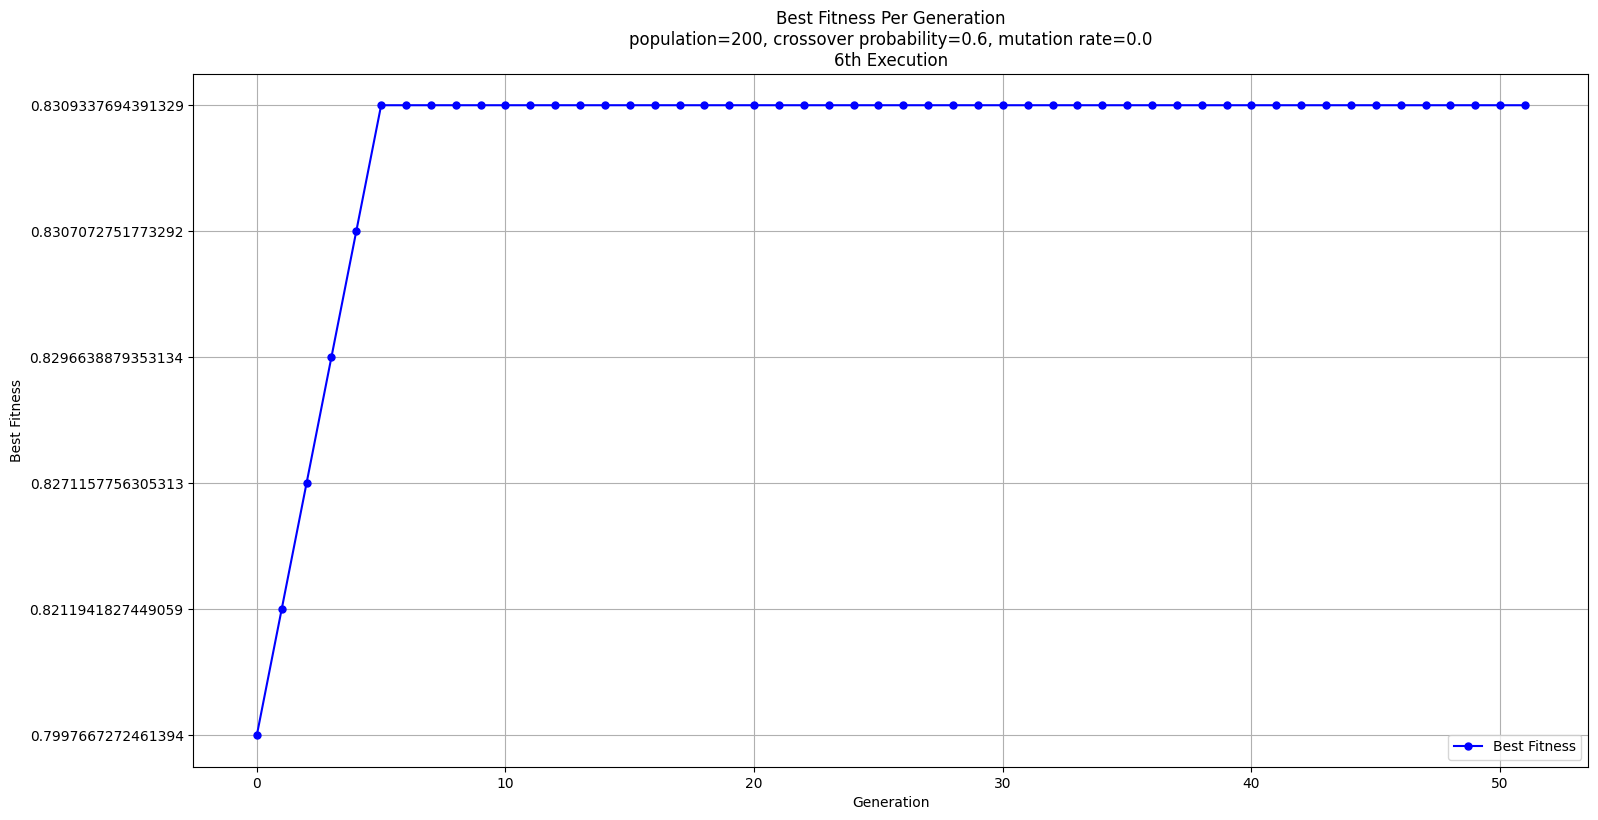 Best Fitness Per Generation
population=200, crossover probability=0.6, mutation rate=0.0
6th Execution
0.8309337694391329
0.8307072751773292
0.8296638879353134
0.8271157756305313
0.8211941827449059
0.7997667272461394
Best Fitness
Best Fitness
0 10 20 30 40 50
Generation